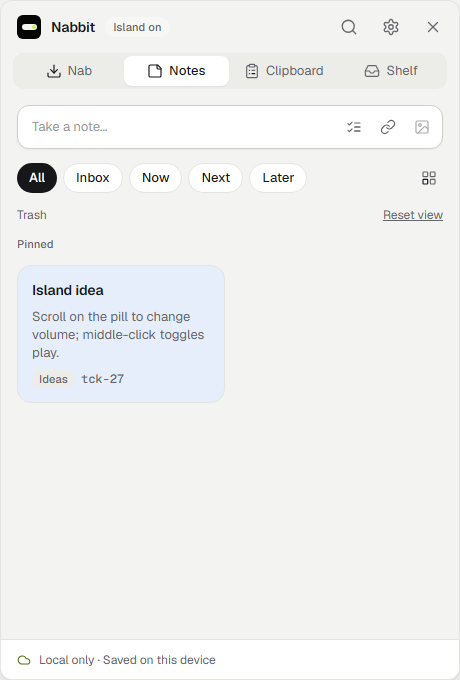 Nabbit Island on
Nab Notes Clipboard Shelf
Take a note...
All Inbox Now Next Later
Trash Reset view
Pinned
Island idea
Scroll on the pill to change
volume; middle-click toggles
play.
Ideas tck-27
Local only · Saved on this device